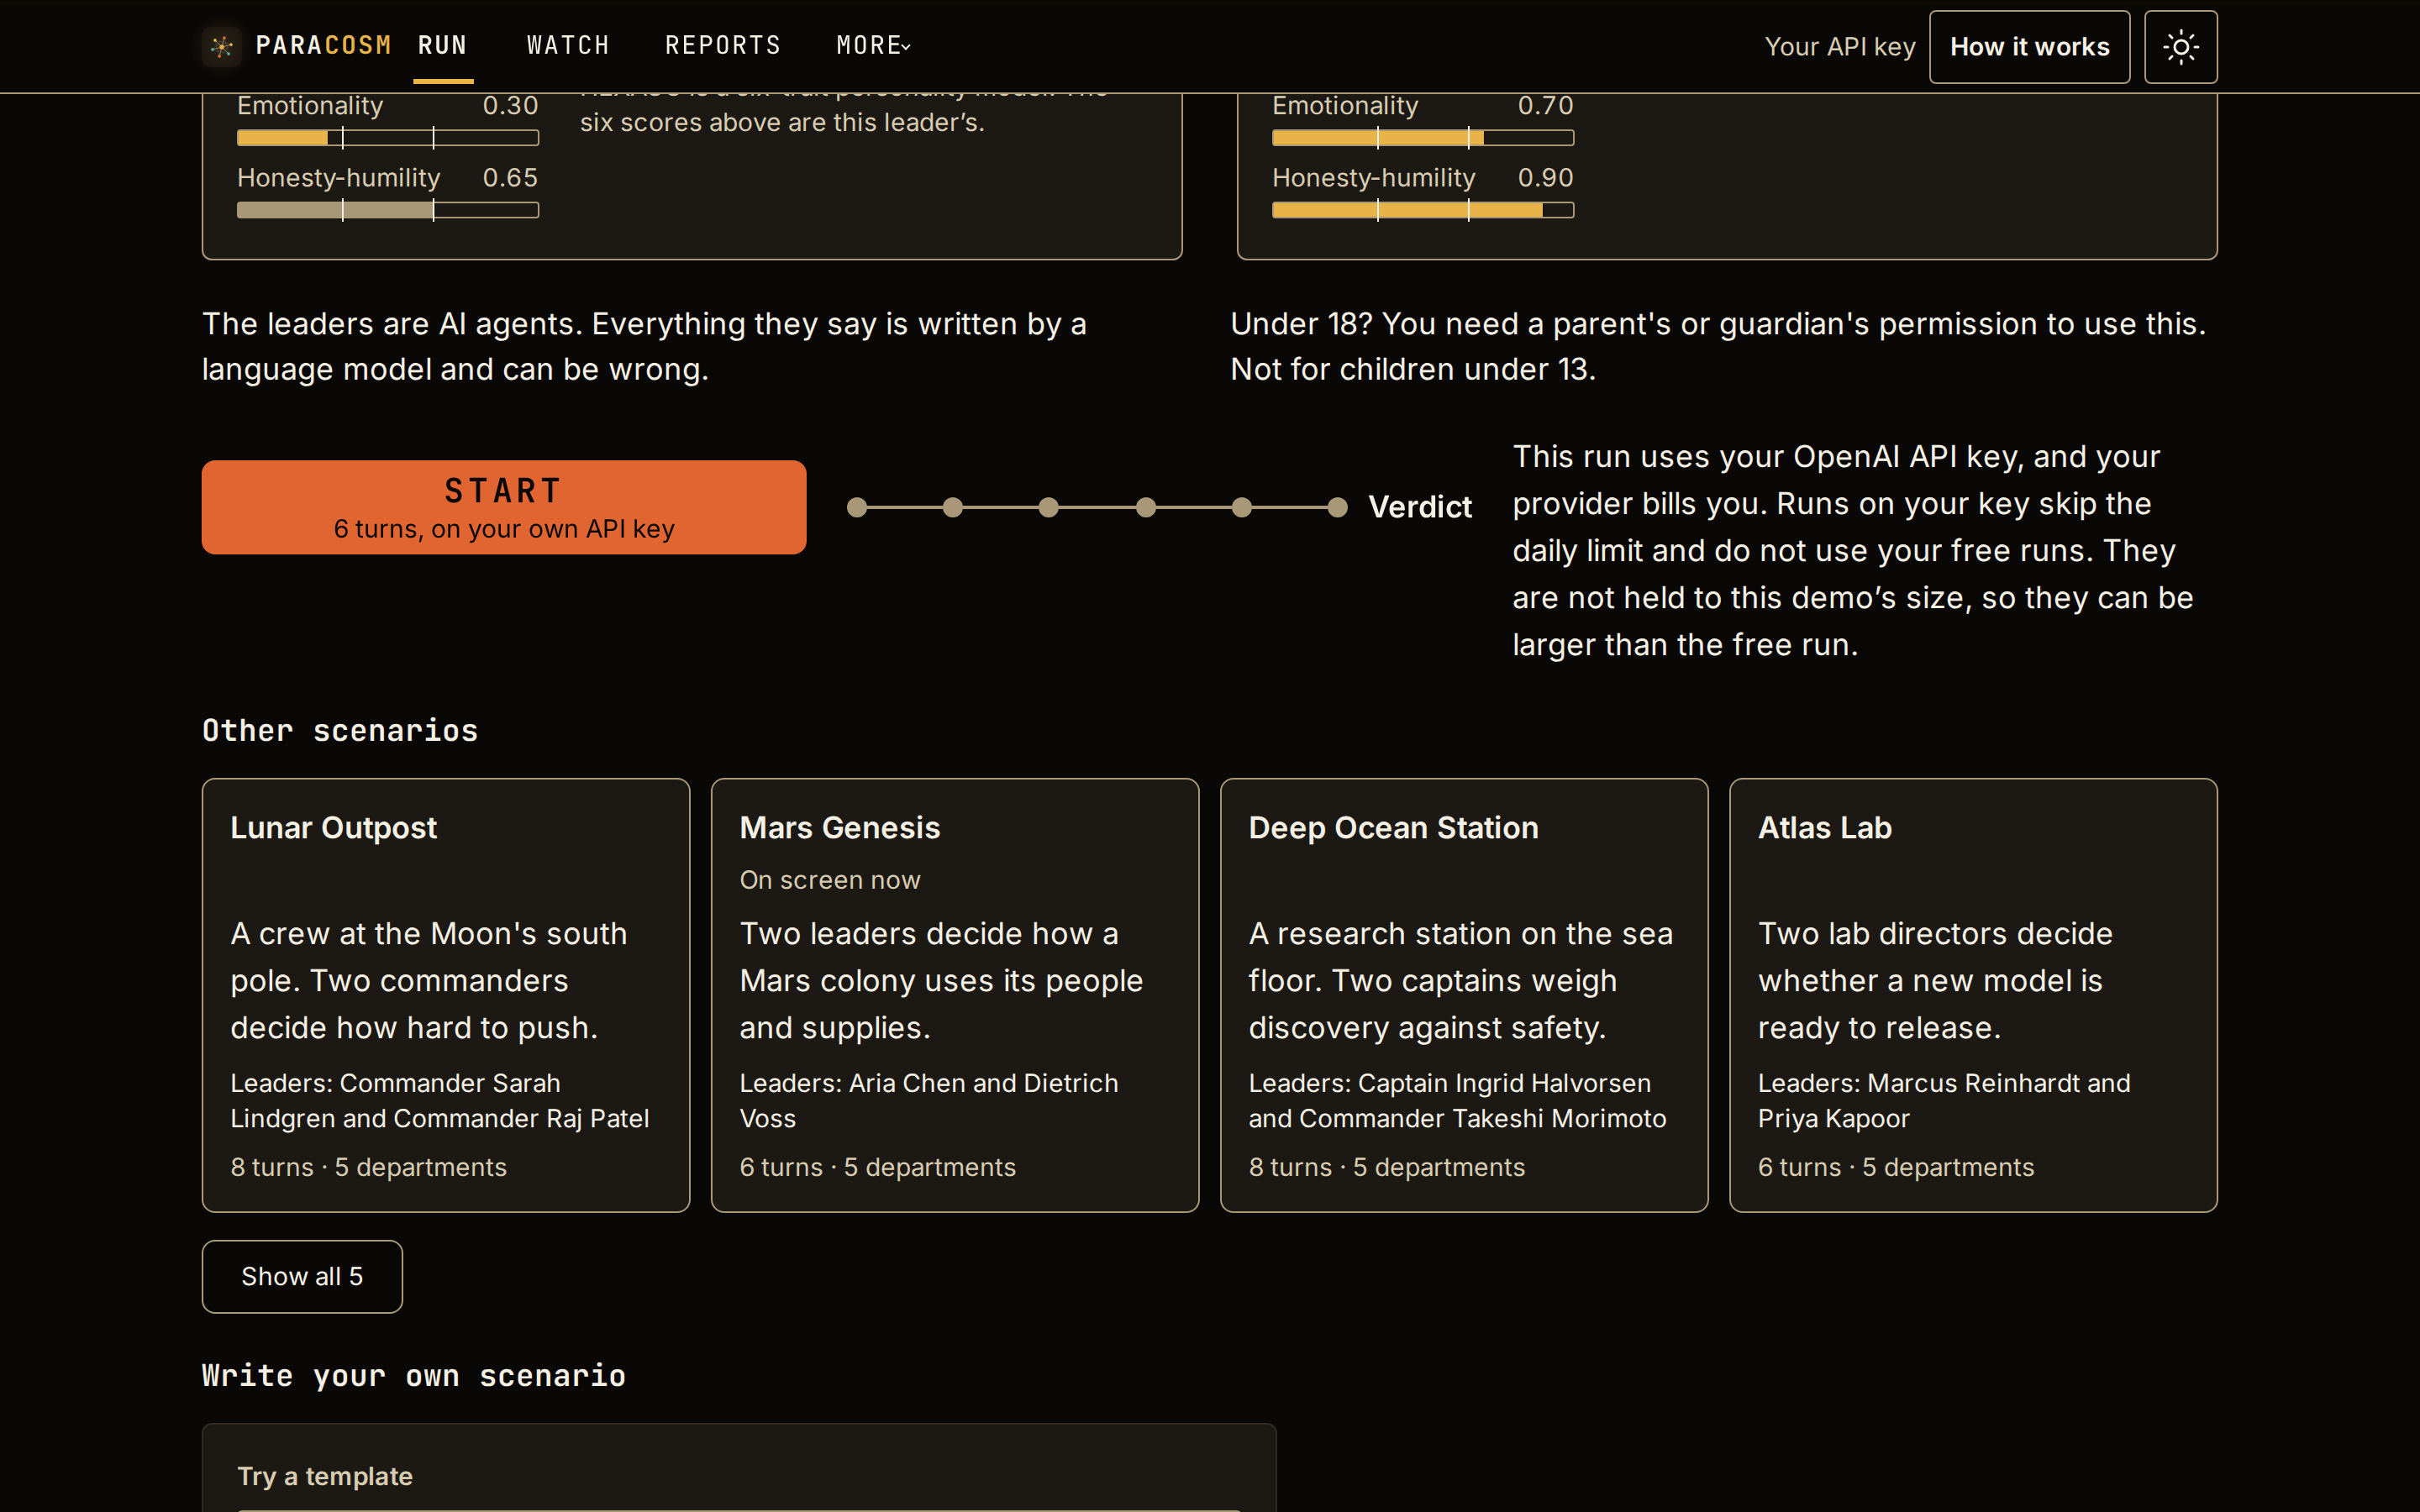 PARACOSM RUN WATCH REPORTS MORE Your API key How it works
Emotionality 0.30
six scores above are this leader’s.
Honesty-humility 0.65
Emotionality 0.70
Honesty-humility 0.90
The leaders are AI agents. Everything they say is written by a
language model and can be wrong.
Under 18? You need a parent's or guardian's permission to use this.
Not for children under 13.
START
6 turns, on your own API key
Verdict
This run uses your OpenAI API key, and your
provider bills you. Runs on your key skip the
daily limit and do not use your free runs. They
are not held to this demo’s size, so they can be
larger than the free run.
Other scenarios
Lunar Outpost
A crew at the Moon's south
pole. Two commanders
decide how hard to push.
Leaders: Commander Sarah
Lindgren and Commander Raj Patel
8 turns · 5 departments
Mars Genesis
On screen now
Two leaders decide how a
Mars colony uses its people
and supplies.
Leaders: Aria Chen and Dietrich
Voss
6 turns · 5 departments
Deep Ocean Station
A research station on the sea
floor. Two captains weigh
discovery against safety.
Leaders: Captain Ingrid Halvorsen
and Commander Takeshi Morimoto
8 turns · 5 departments
Atlas Lab
Two lab directors decide
whether a new model is
ready to release.
Leaders: Marcus Reinhardt and
Priya Kapoor
6 turns · 5 departments
Show all 5
Write your own scenario
Try a template